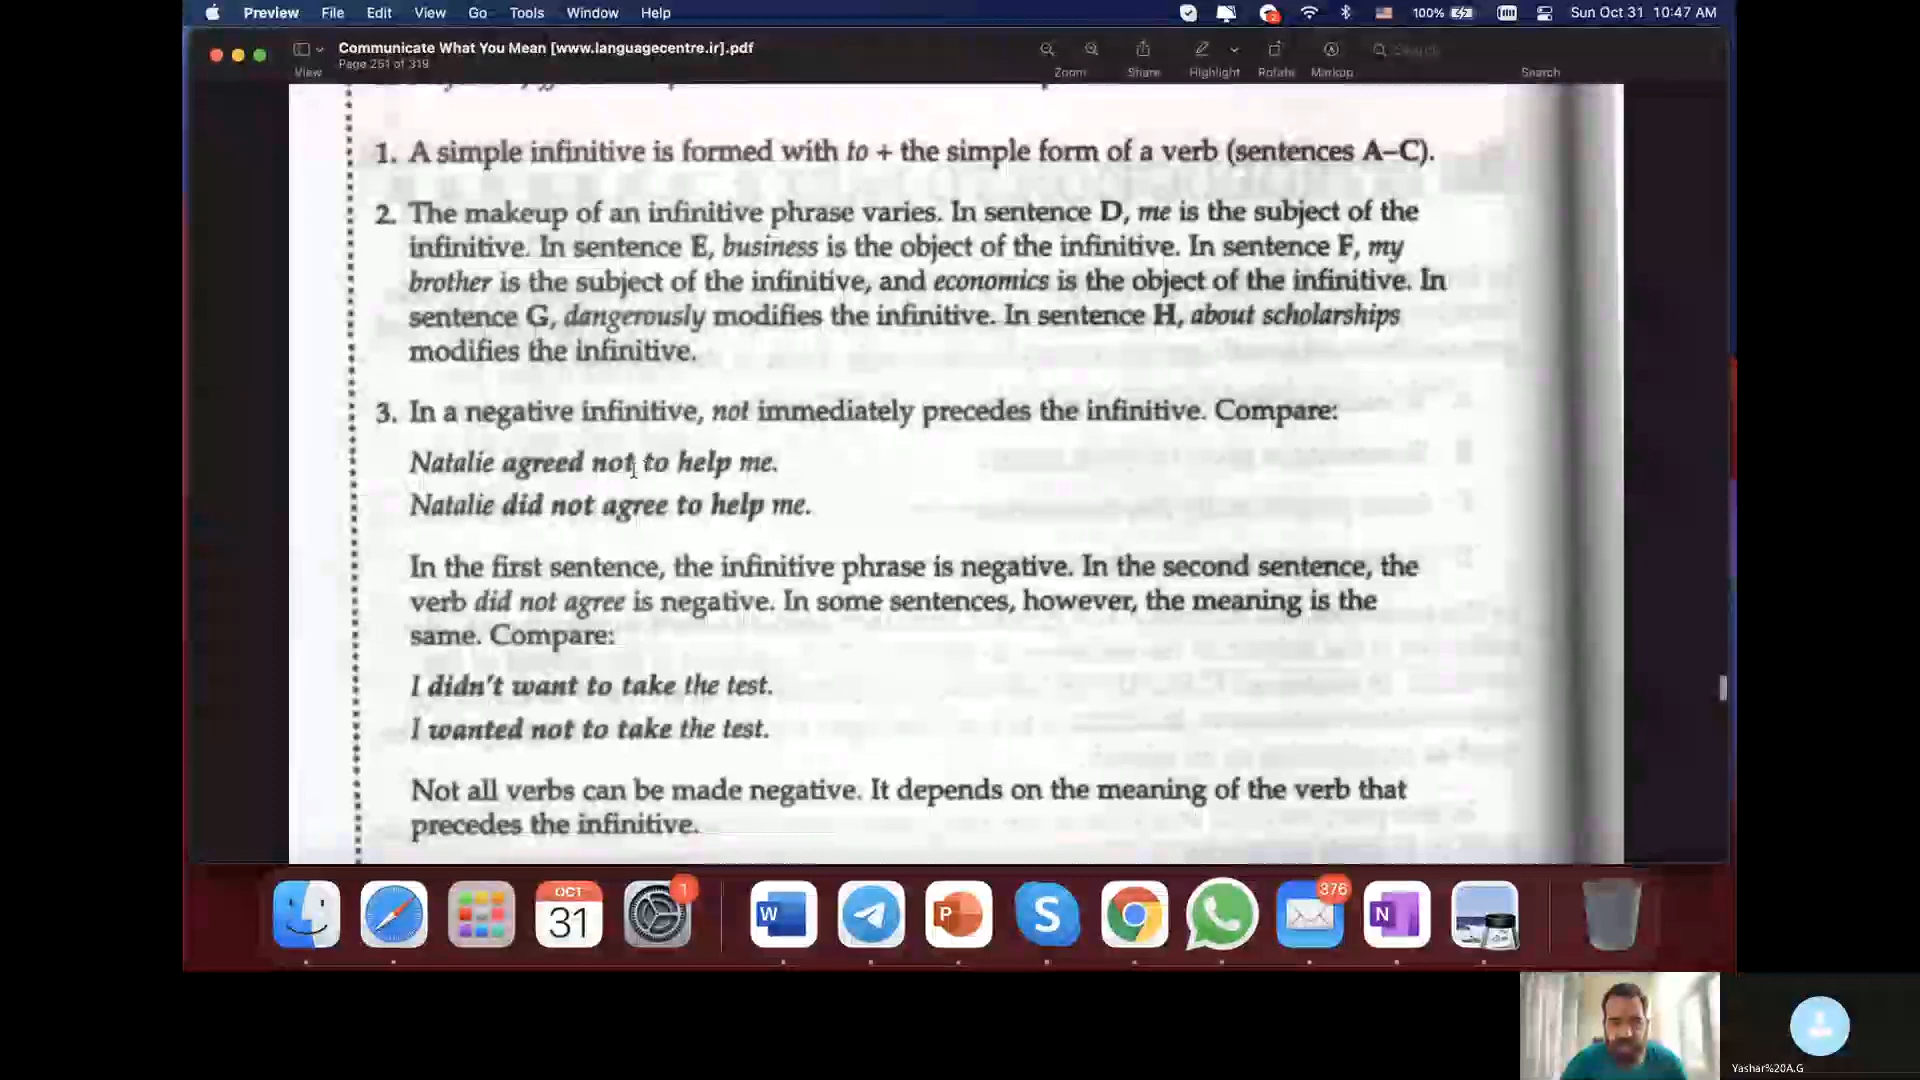 Preview File Edit View Go Tools Window Help 100% Sun Oct 31 10:47 AM
Communicate What You Mean [www.languagecentre.ir].pdf
Page 251 of 319
Search
View Zoom Share Highlight Rotate Markup Search
1. A simple infinitive is formed with to + the simple form of a verb (sentences A–C).
2. The makeup of an infinitive phrase varies. In sentence D, me is the subject of the
infinitive. In sentence E, business is the object of the infinitive. In sentence F, my
brother is the subject of the infinitive, and economics is the object of the infinitive. In
sentence G, dangerously modifies the infinitive. In sentence H, about scholarships
modifies the infinitive.
3. In a negative infinitive, not immediately precedes the infinitive. Compare:
Natalie agreed not to help me.
Natalie did not agree to help me.
In the first sentence, the infinitive phrase is negative. In the second sentence, the
verb did not agree is negative. In some sentences, however, the meaning is the
same. Compare:
I didn't want to take the test.
I wanted not to take the test.
Not all verbs can be made negative. It depends on the meaning of the verb that
precedes the infinitive.
OCT
31
1
W
P
S
376
N
Yashar%20A.G